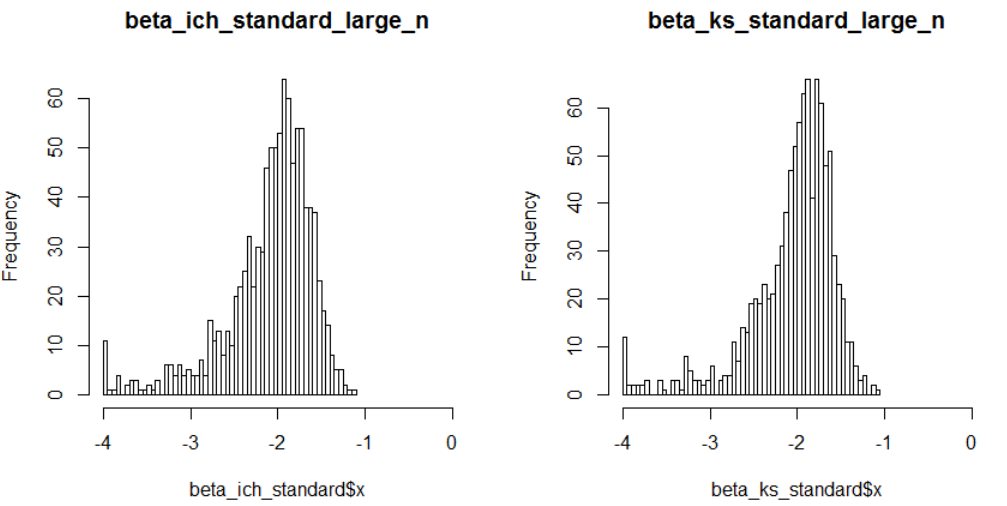 beta_ich_standard_large_n
Frequency
60
50
40
30
20
10
0
-4 -3 -2 -1 0
beta_ich_standard$x
beta_ks_standard_large_n
Frequency
60
50
40
30
20
10
0
-4 -3 -2 -1 0
beta_ks_standard$x